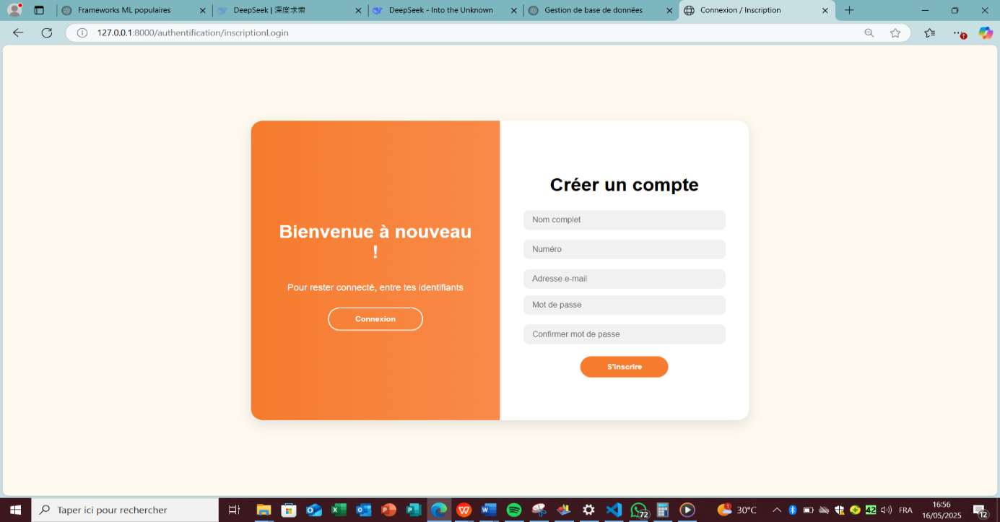 Frameworks ML populaires
DeepSeek | 深度求索
DeepSeek - Into the Unknown
Gestion de base de données
Connexion / Inscription
127.0.0.1:8000/authentification/inscriptionLogin
Bienvenue à nouveau
!
Pour rester connecté, entre tes identifiants
Connexion
Créer un compte
Nom complet
Numéro
Adresse e-mail
Mot de passe
Confirmer mot de passe
S'inscrire
Taper ici pour rechercher
72
30°C
42
FRA
16:56
16/05/2025
12